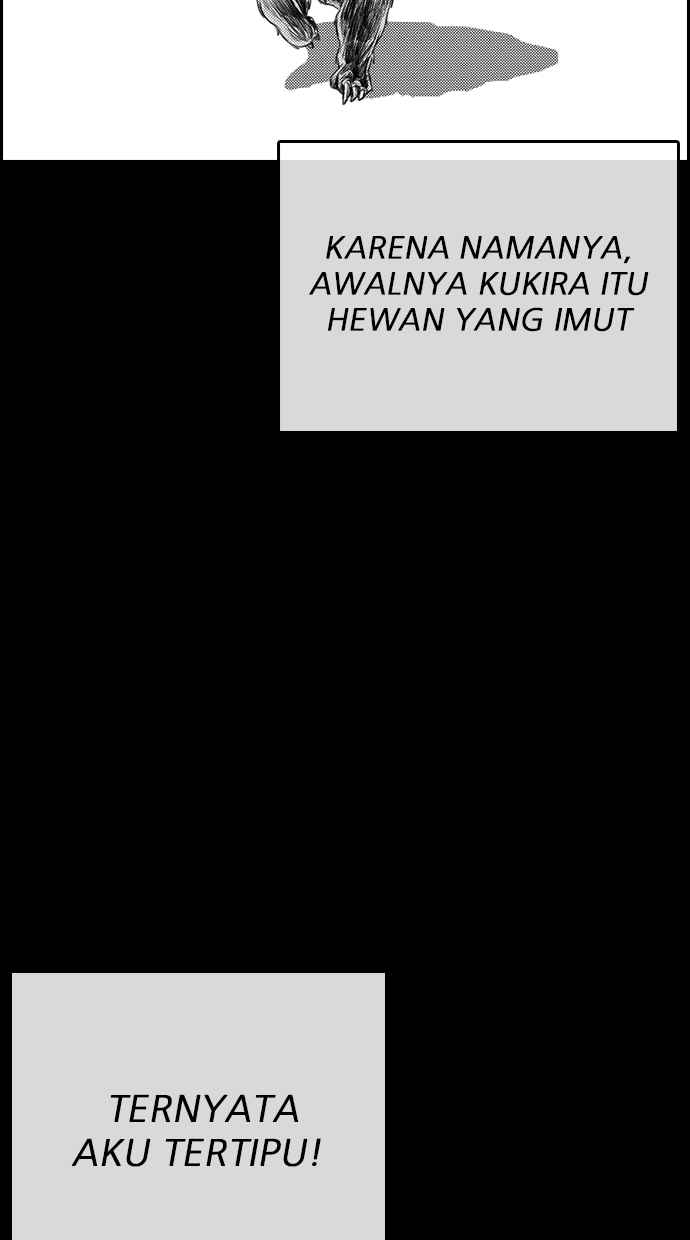 KARENA NAMANYA,
AWALNYA KUKIRA ITU
HEWAN YANG IMUT
TERNYATA
AKU TERTIPU!